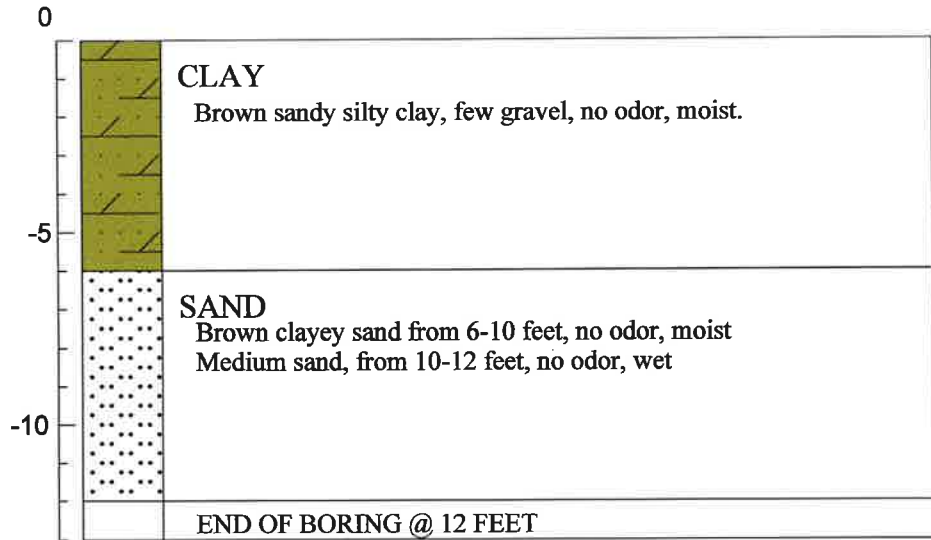 0
CLAY
Brown sandy silty clay, few gravel, no odor, moist.
-5
SAND
Brown clayey sand from 6-10 feet, no odor, moist
Medium sand, from 10-12 feet, no odor, wet
-10
END OF BORING @ 12 FEET